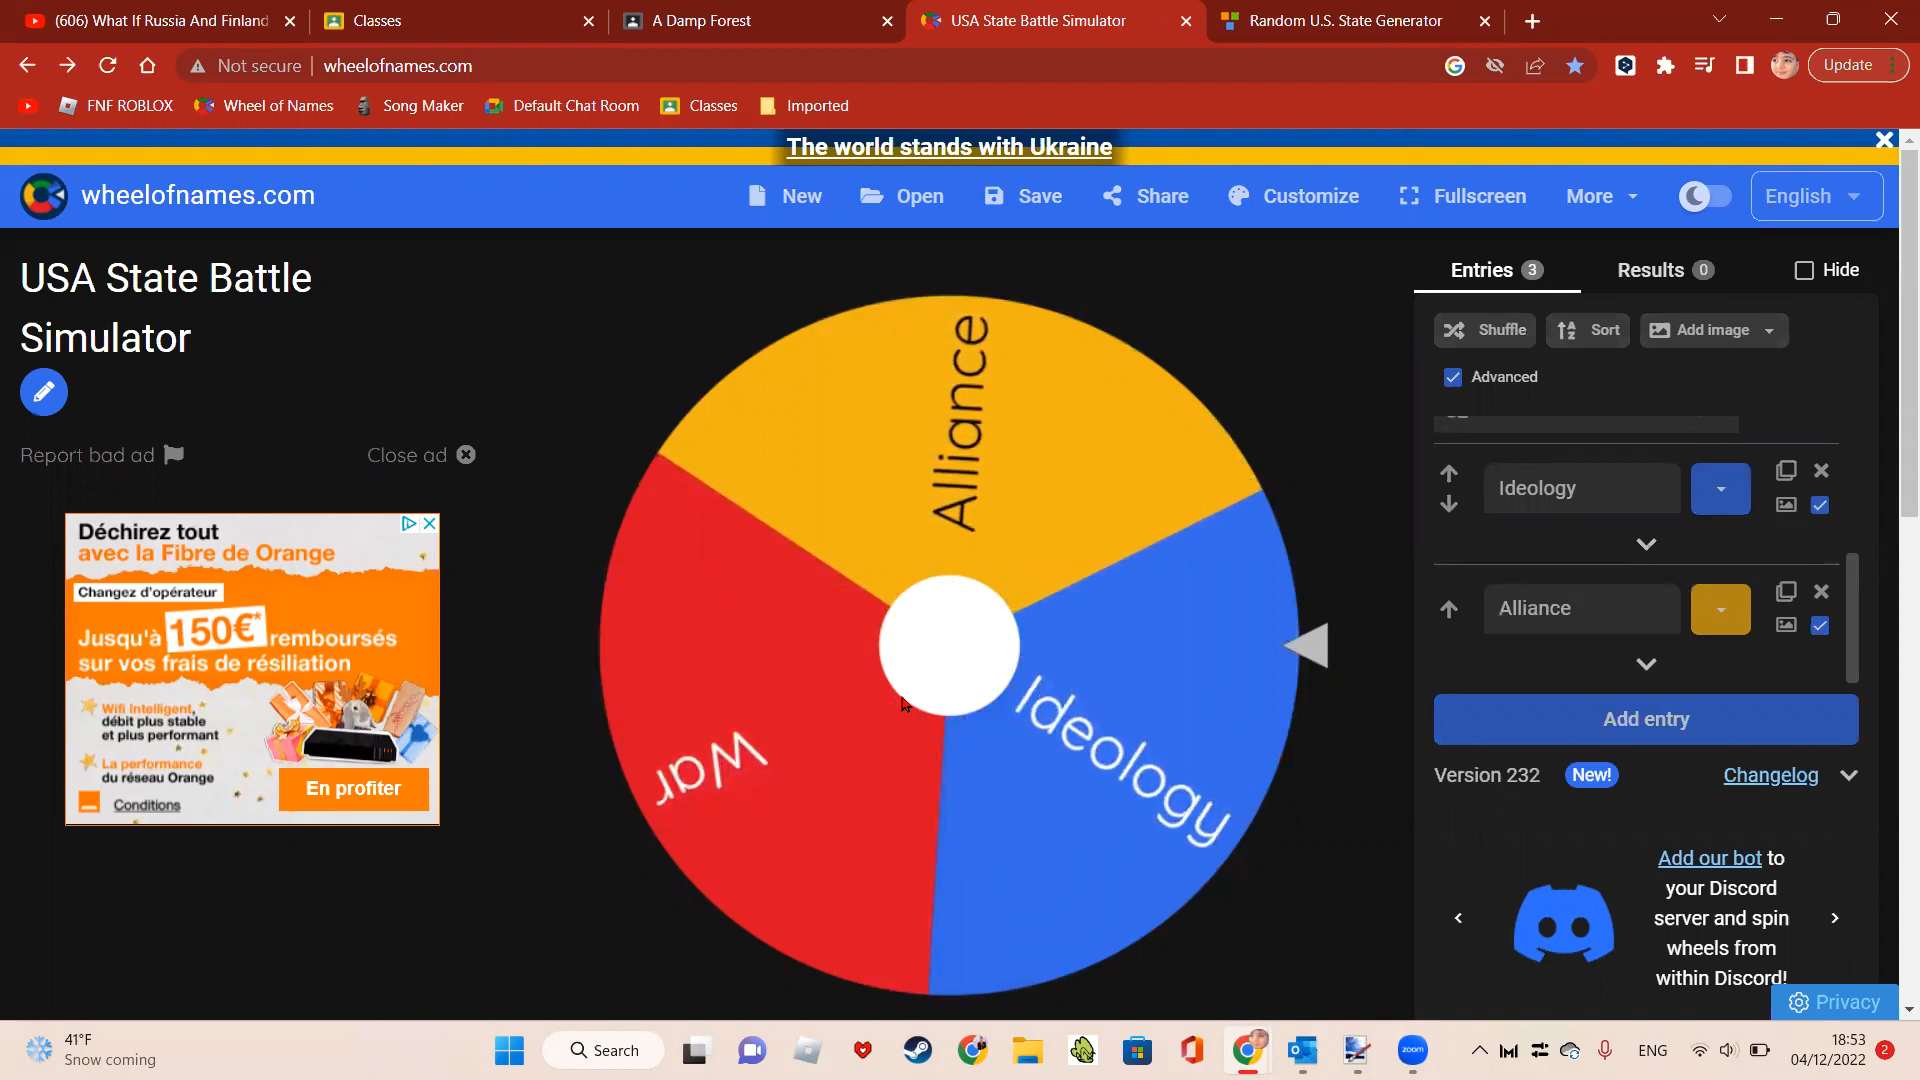 (606) What If Russia And Finland
Classes
A Damp Forest
USA State Battle Simulator
Random U.S. State Generator
Not secure
wheelofnames.com
Update
FNF ROBLOX
Wheel of Names
Song Maker
Default Chat Room
Classes
Imported
The world stands with Ukraine
wheelofnames.com
New
Open
Save
Share
Customize
Fullscreen
More
English
USA State Battle
Simulator
Report bad ad
Close ad
Déchirez tout
avec la Fibre de Orange
Changez d'opérateur
Jusqu'à 150€* remboursés
sur vos frais de résiliation
Wifi Intelligent,
débit plus stable
et plus performant
La performance
du réseau Orange
Conditions
En profiter
Alliance
Ideology
War
Entries 3
Results 0
Hide
Shuffle
Sort
Add image
Advanced
Ideology
Alliance
Add entry
Version 232
New!
Changelog
Add our bot to
your Discord
server and spin
wheels from
within Discord!
Privacy
41°F
Snow coming
Search
zoom
ENG
18:53
04/12/2022
2